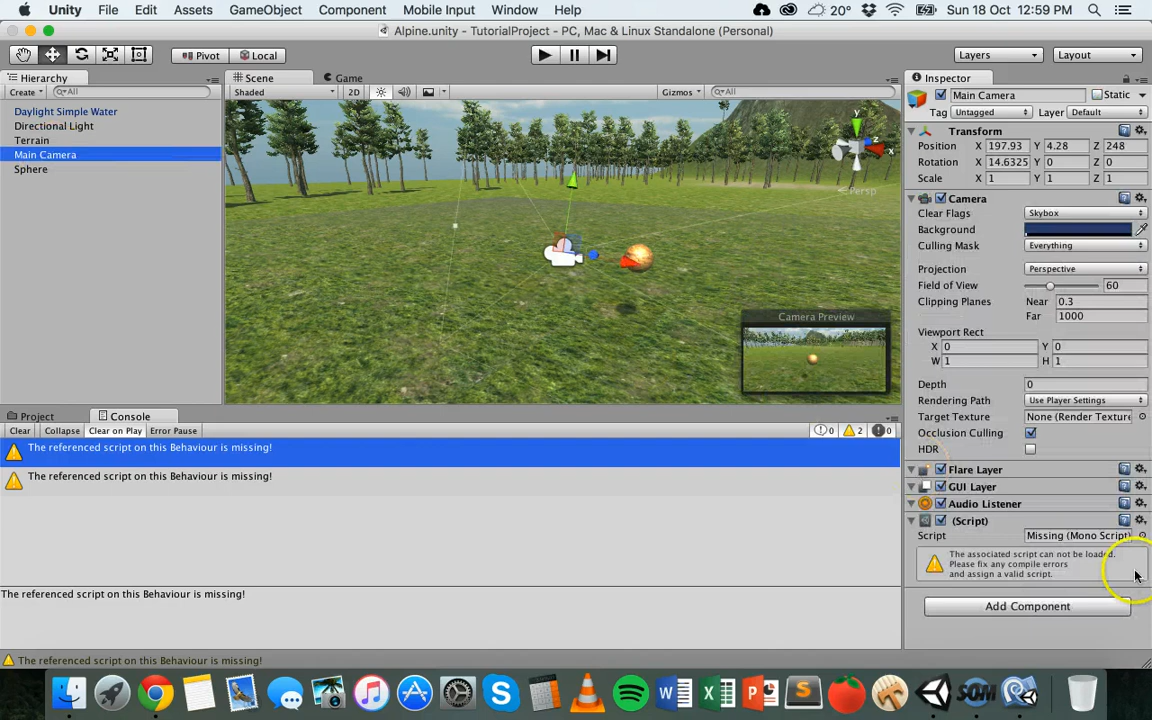 Unity File Edit Assets GameObject Component Mobile Input Window Help 20° Sun 18 Oct 12:59 PM
Alpine.unity - TutorialProject - PC, Mac & Linux Standalone (Personal)
Pivot Local Layers Layout
Hierarchy
Create All
Daylight Simple Water
Directional Light
Terrain
Main Camera
Sphere
Scene Game
Shaded 2D Gizmos All
y
z
x
Persp
Camera Preview
Project Console
Clear Collapse Clear on Play Error Pause 0 2 0
The referenced script on this Behaviour is missing!
The referenced script on this Behaviour is missing!
The referenced script on this Behaviour is missing!
The referenced script on this Behaviour is missing!
Inspector
Main Camera Static
Tag Untagged Layer Default
Transform
Position X 197.93 Y 4.28 Z 248
Rotation X 14.6325 Y 0 Z 0
Scale X 1 Y 1 Z 1
Camera
Clear Flags Skybox
Background
Culling Mask Everything
Projection Perspective
Field of View 60
Clipping Planes Near 0.3
Far 1000
Viewport Rect
X 0 Y 0
W 1 H 1
Depth 0
Rendering Path Use Player Settings
Target Texture None (Render Texture
Occlusion Culling
HDR
Flare Layer
GUI Layer
Audio Listener
(Script)
Script Missing (Mono Script)
The associated script can not be loaded.
Please fix any compile errors
and assign a valid script.
Add Component
W X P S SOM